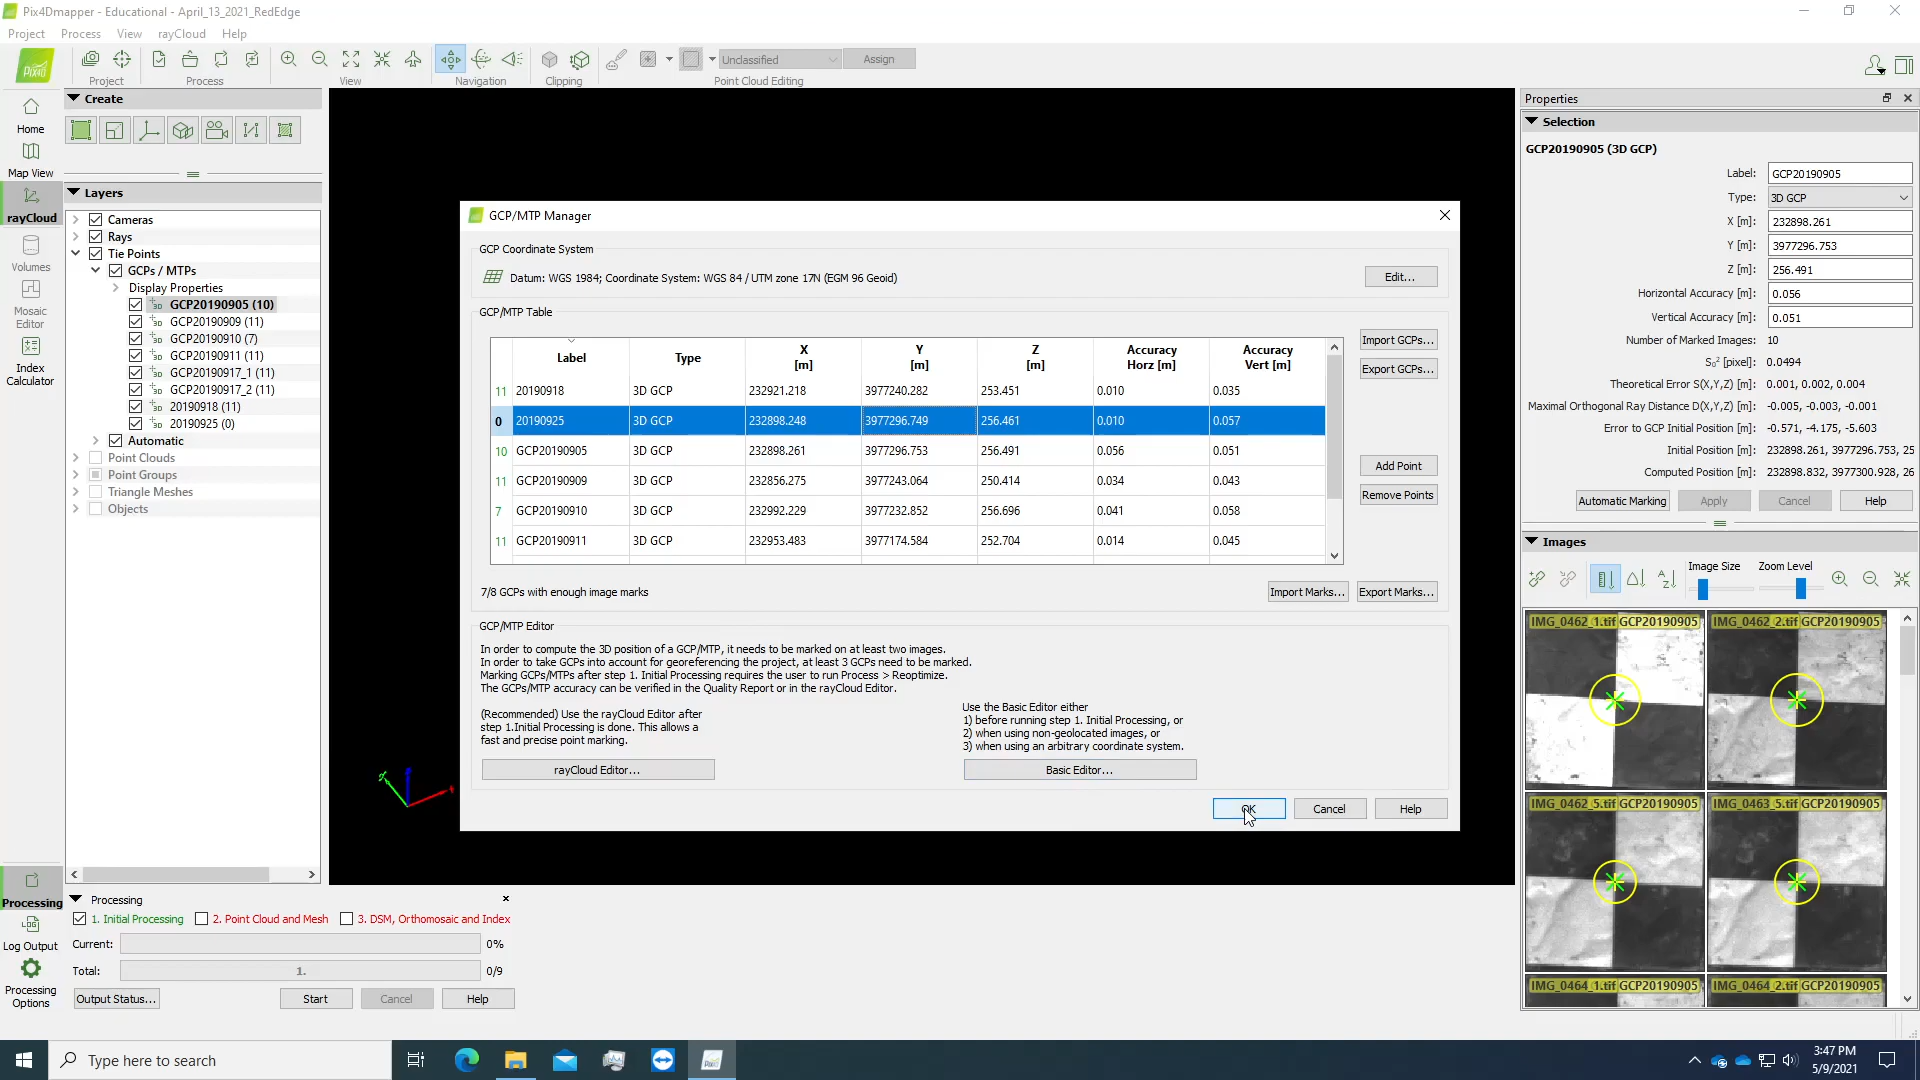 Pix4Dmapper - Educational - April_13_2021_RedEdge
Project Process View rayCloud Help
Unclassified Assign
Project Process View Navigation Clipping Point Cloud Editing
PIX4D
Home
Map View
rayCloud
Volumes
Mosaic
Editor
Index
Calculator
Processing
Log Output
LOG
Processing
Options
Create
Layers
Cameras
Rays
Tie Points
GCPs / MTPs
Display Properties
GCP20190905 (10)
GCP20190909 (11)
GCP20190910 (7)
GCP20190911 (11)
GCP20190917_1 (11)
GCP20190917_2 (11)
20190918 (11)
20190925 (0)
Automatic
Point Clouds
Point Groups
Triangle Meshes
Objects
GCP/MTP Manager
GCP Coordinate System
Datum: WGS 1984; Coordinate System: WGS 84 / UTM zone 17N (EGM 96 Geoid)
Edit...
GCP/MTP Table
Label Type X [m] Y [m] Z [m] Accuracy Horz [m] Accuracy Vert [m]
11 20190918 3D GCP 232921.218 3977240.282 253.451 0.010 0.035
0 20190925 3D GCP 232898.248 3977296.749 256.461 0.010 0.057
10 GCP20190905 3D GCP 232898.261 3977296.753 256.491 0.056 0.051
11 GCP20190909 3D GCP 232856.275 3977243.064 250.414 0.034 0.043
7 GCP20190910 3D GCP 232992.229 3977232.852 256.696 0.041 0.058
11 GCP20190911 3D GCP 232953.483 3977174.584 252.704 0.014 0.045
Import GCPs...
Export GCPs...
Add Point
Remove Points
7/8 GCPs with enough image marks
Import Marks... Export Marks...
GCP/MTP Editor
In order to compute the 3D position of a GCP/MTP, it needs to be marked on at least two images.
In order to take GCPs into account for georeferencing the project, at least 3 GCPs need to be marked.
Marking GCPs/MTPs after step 1. Initial Processing requires the user to run Process > Reoptimize.
The GCPs/MTP accuracy can be verified in the Quality Report or in the rayCloud Editor.
(Recommended) Use the rayCloud Editor after
step 1.Initial Processing is done. This allows a
fast and precise point marking.
rayCloud Editor...
Use the Basic Editor either
1) before running step 1. Initial Processing, or
2) when using non-geolocated images, or
3) when using an arbitrary coordinate system.
Basic Editor...
OK Cancel Help
Processing
1. Initial Processing 2. Point Cloud and Mesh 3. DSM, Orthomosaic and Index
Current: 0%
Total: 1. 0/9
Output Status... Start Cancel Help
Properties
Selection
GCP20190905 (3D GCP)
Label: GCP20190905
Type: 3D GCP
X [m]: 232898.261
Y [m]: 3977296.753
Z [m]: 256.491
Horizontal Accuracy [m]: 0.056
Vertical Accuracy [m]: 0.051
Number of Marked Images: 10
S₀² [pixel]: 0.0494
Theoretical Error S(X,Y,Z) [m]: 0.001, 0.002, 0.004
Maximal Orthogonal Ray Distance D(X,Y,Z) [m]: -0.005, -0.003, -0.001
Error to GCP Initial Position [m]: -0.571, -4.175, -5.603
Initial Position [m]: 232898.261, 3977296.753, 25
Computed Position [m]: 232898.832, 3977300.928, 26
Automatic Marking Apply Cancel Help
Images
Image Size Zoom Level
IMG_0462_1.tif GCP20190905
IMG_0462_2.tif GCP20190905
IMG_0462_5.tif GCP20190905
IMG_0463_5.tif GCP20190905
IMG_0464_1.tif GCP20190905
IMG_0464_2.tif GCP20190905
Type here to search
3:47 PM
5/9/2021